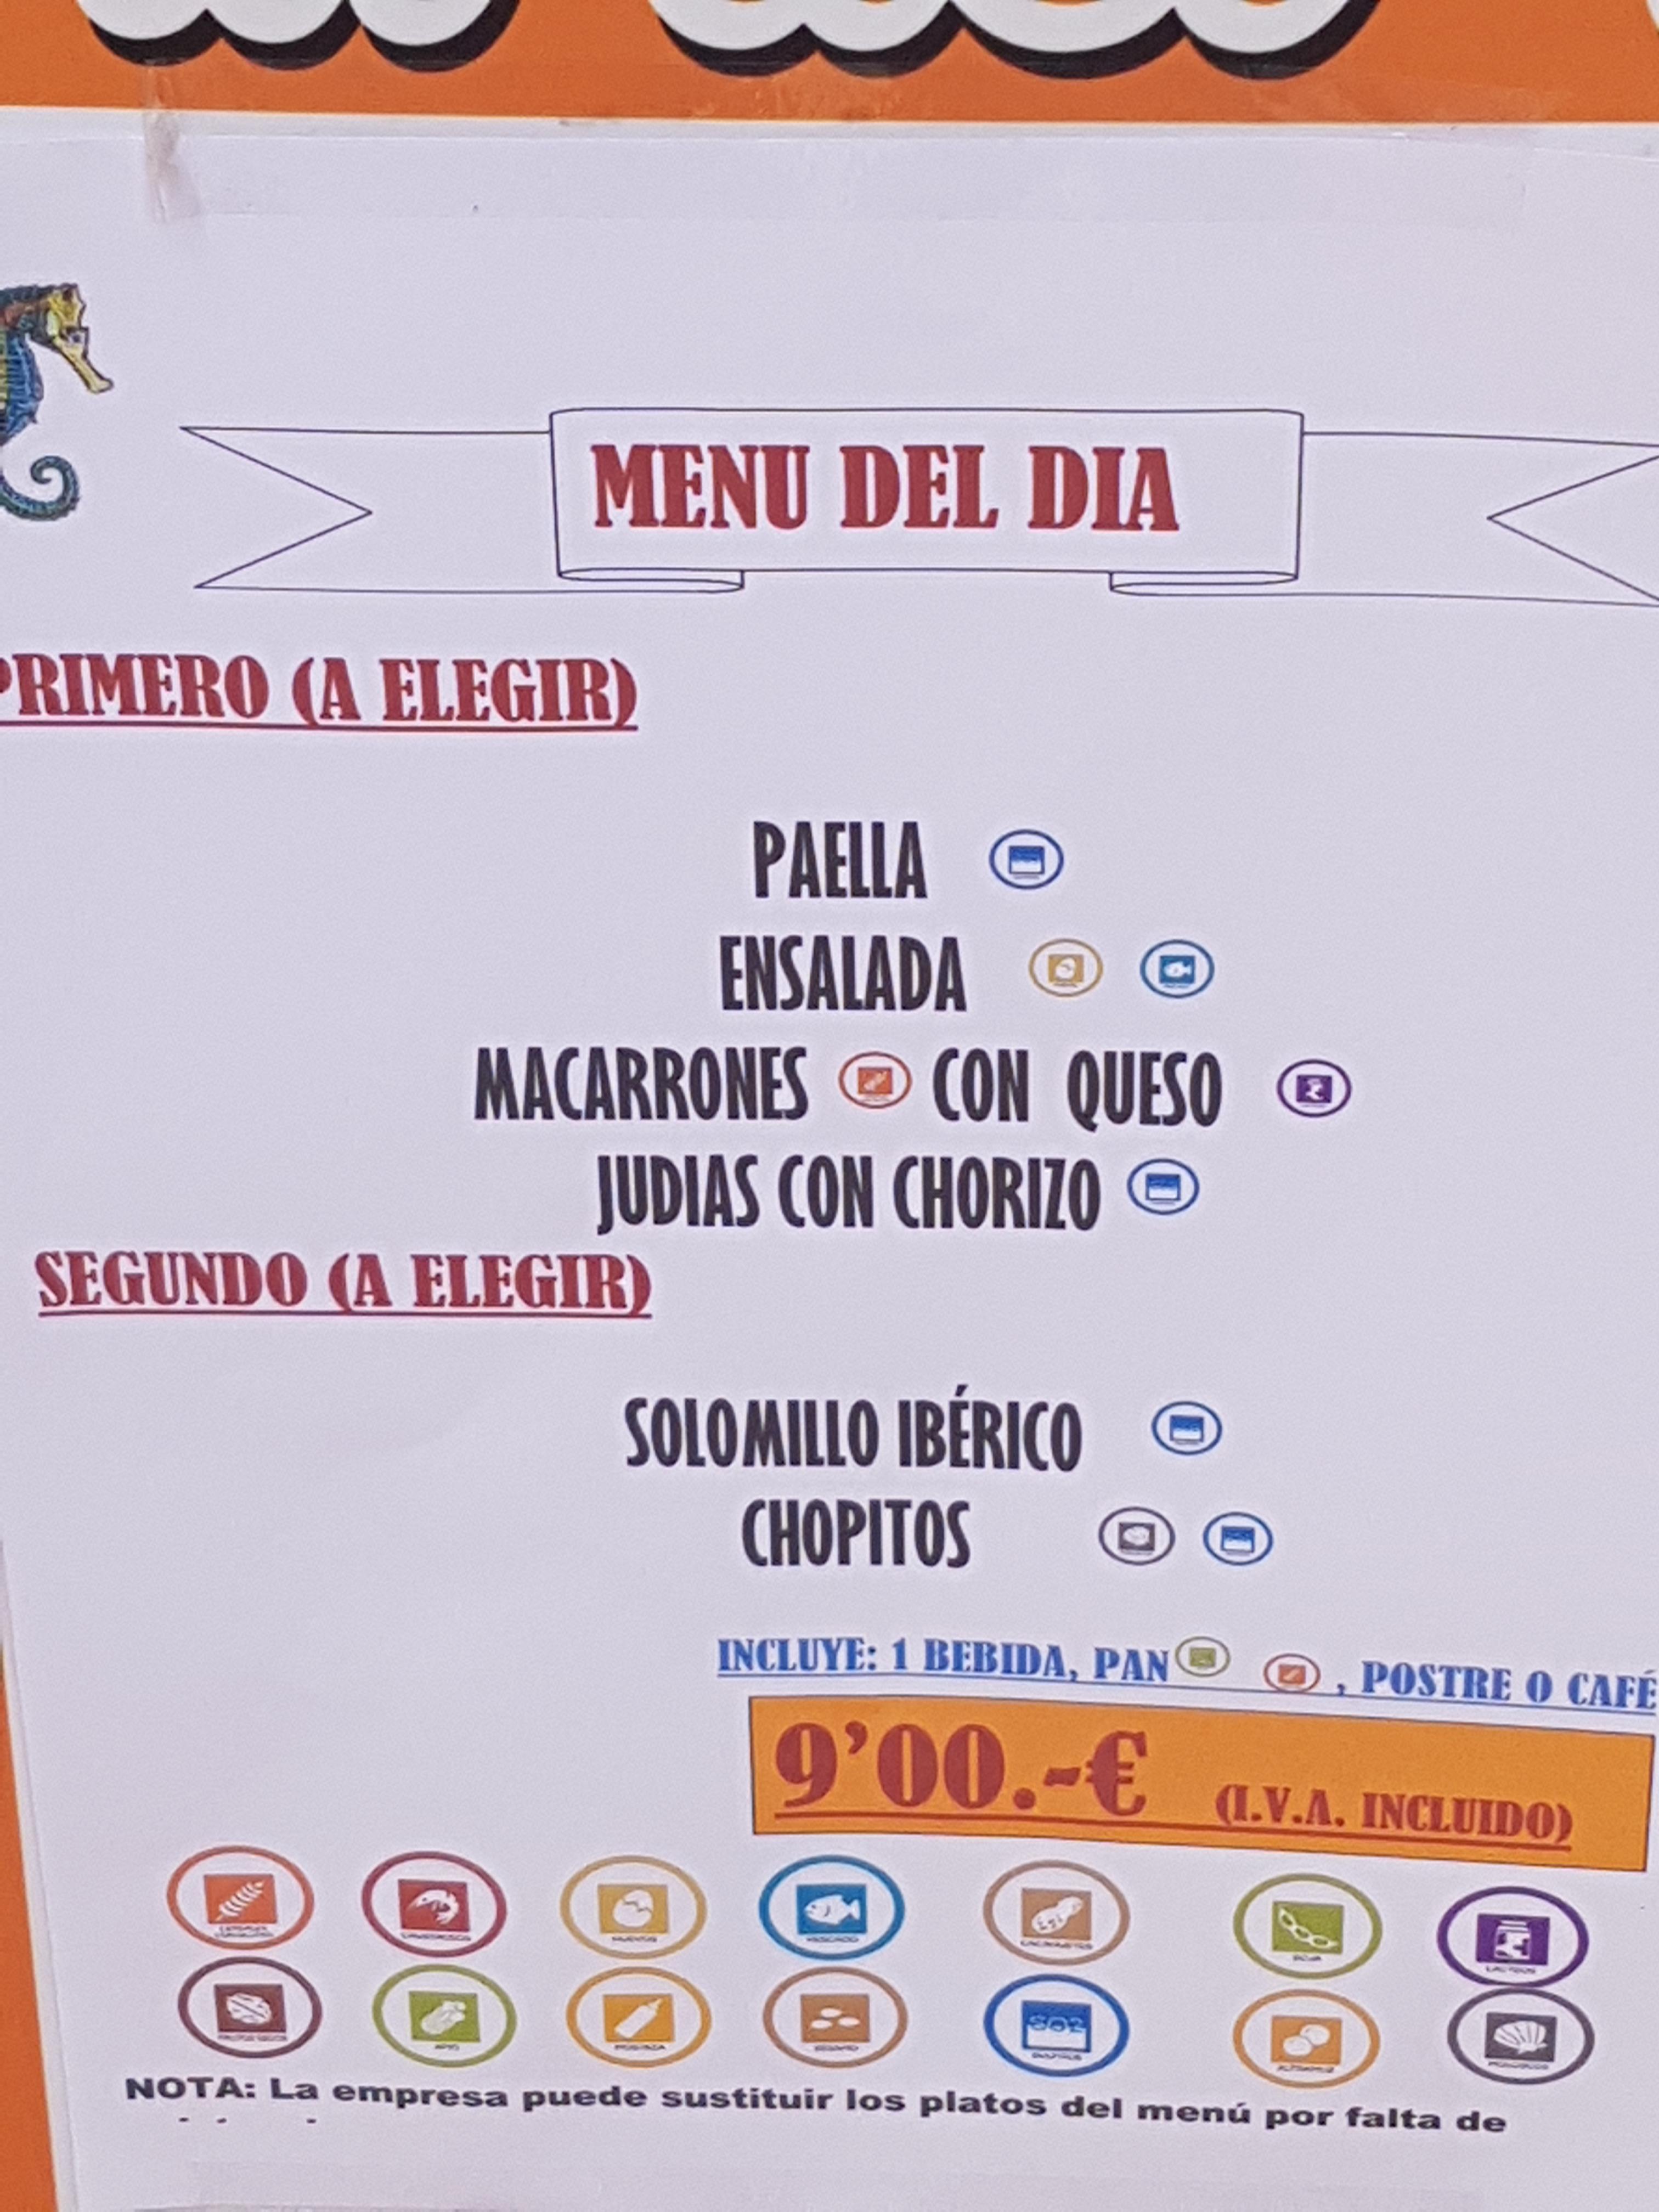 MENU DEL DIA
PRIMERO (A ELEGIR)
PAELLA
ENSALADA
MACARRONES CON QUESO
JUDIAS CON CHORIZO
SEGUNDO (A ELEGIR)
SOLOMILLO IBÉRICO
CHOPITOS
INCLUYE: 1 BEBIDA, PAN , POSTRE O CAFÉ
9’00.-€ (I.V.A. INCLUIDO)
SO2
NOTA: La empresa puede sustituir los platos del menú por falta de